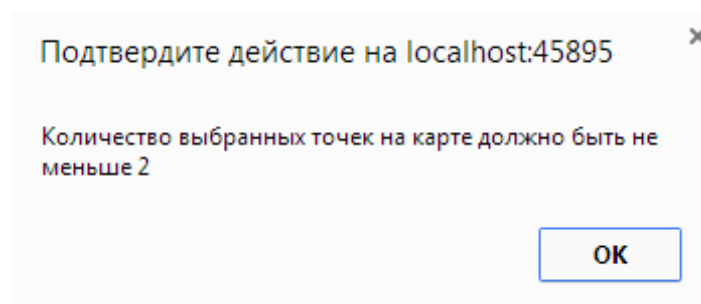 Подтвердите действие на localhost:45895
Количество выбранных точек на карте должно быть не
меньше 2
OK